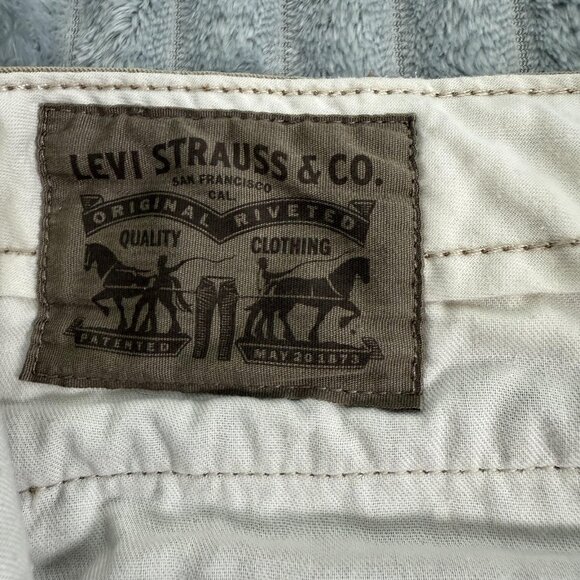 LEVI STRAUSS & CO.
SAN FRANCISCO
CAL.
ORIGINAL RIVETED
QUALITY CLOTHING
PATENTED MAY 20 1873